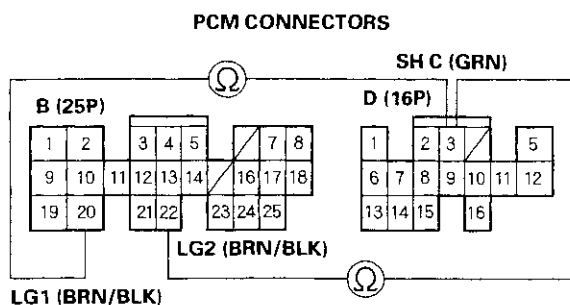 PCM CONNECTORS
SH C (GRN)
Ω
B (25P)
D (16P)
1 2 3 4 5 7 8
1 2 3 5
9 10 11 12 13 14 16 17 18
6 7 8 9 10 11 12
19 20 21 22 23 24 25
13 14 15 16
LG2 (BRN/BLK)
Ω
LG1 (BRN/BLK)